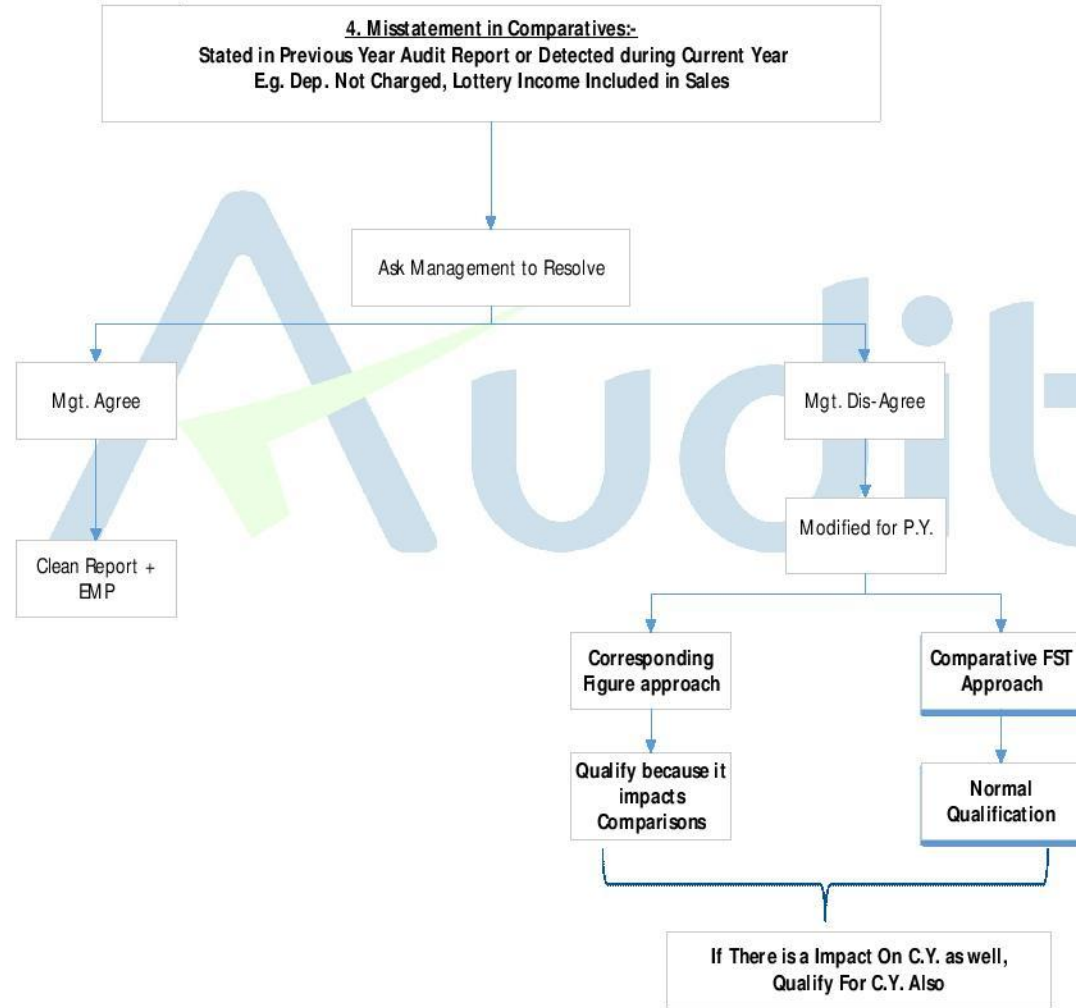 4. Misstatement in Comparatives:-
Stated in Previous Year Audit Report or Detected during Current Year
E.g. Dep. Not Charged, Lottery Income Included in Sales
Ask Management to Resolve
Mgt. Agree
Mgt. Dis-Agree
Clean Report +
EMP
Modified for P.Y.
Corresponding
Figure approach
Comparative FST
Approach
Qualify because it
impacts
Comparisons
Normal
Qualification
If There is a Impact On C.Y. as well,
Qualify For C.Y. Also
Audit